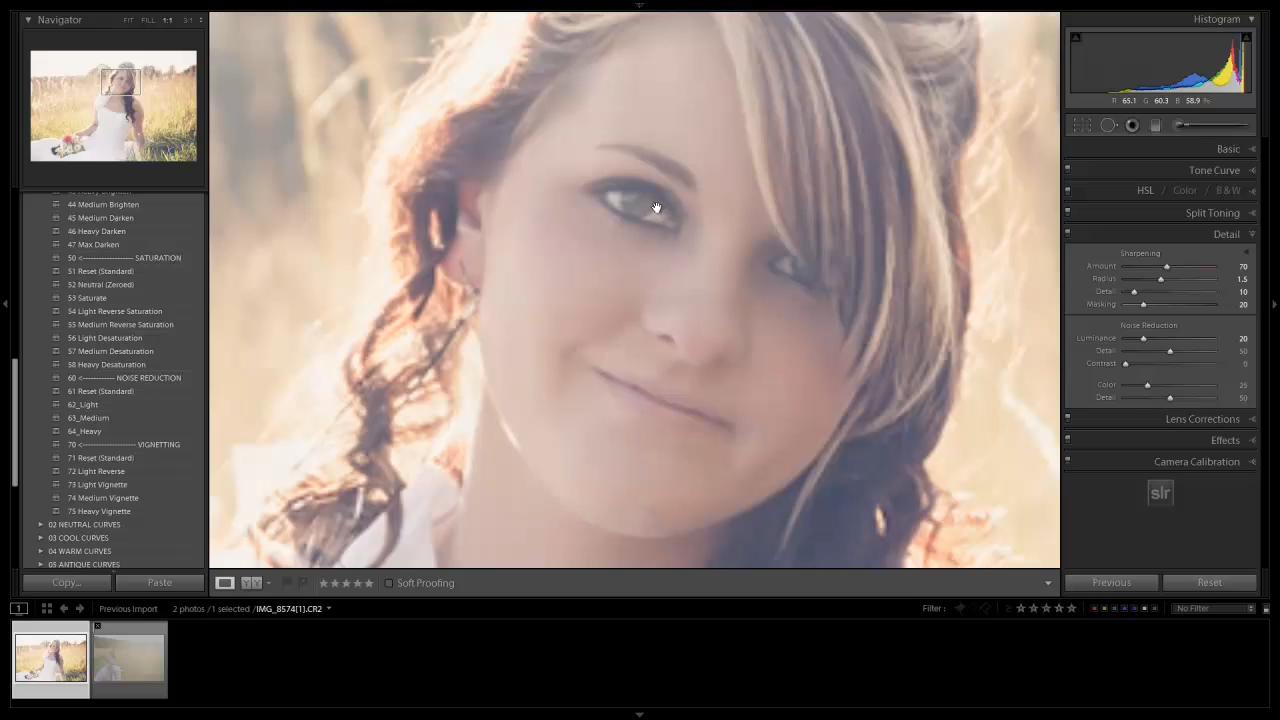 Navigator FIT FILL 1:1 3:1
44 Medium Brighten
45 Medium Darken
46 Heavy Darken
47 Max Darken
50 <------------------- SATURATION
51 Reset (Standard)
52 Neutral (Zeroed)
53 Saturate
54 Light Reverse Saturation
55 Medium Reverse Saturation
56 Light Desaturation
57 Medium Desaturation
58 Heavy Desaturation
60 <----------- NOISE REDUCTION
61 Reset (Standard)
62_Light
63_Medium
64_Heavy
70 <------------------- VIGNETTING
71 Reset (Standard)
72 Light Reverse
73 Light Vignette
74 Medium Vignette
75 Heavy Vignette
02 NEUTRAL CURVES
03 COOL CURVES
04 WARM CURVES
05 ANTIQUE CURVES
Copy... Paste
Y Y Soft Proofing
Histogram
R 65.1 G 60.3 B 58.9 %
Basic
Tone Curve
HSL / Color / B & W
Split Toning
Detail
Sharpening
Amount 70
Radius 1.5
Detail 10
Masking 20
Noise Reduction
Luminance 20
Detail 50
Contrast 0
Color 25
Detail 50
Lens Corrections
Effects
Camera Calibration
slr
Previous Reset
1 Previous Import 2 photos / 1 selected / IMG_8574[1].CR2 Filter : No Filter